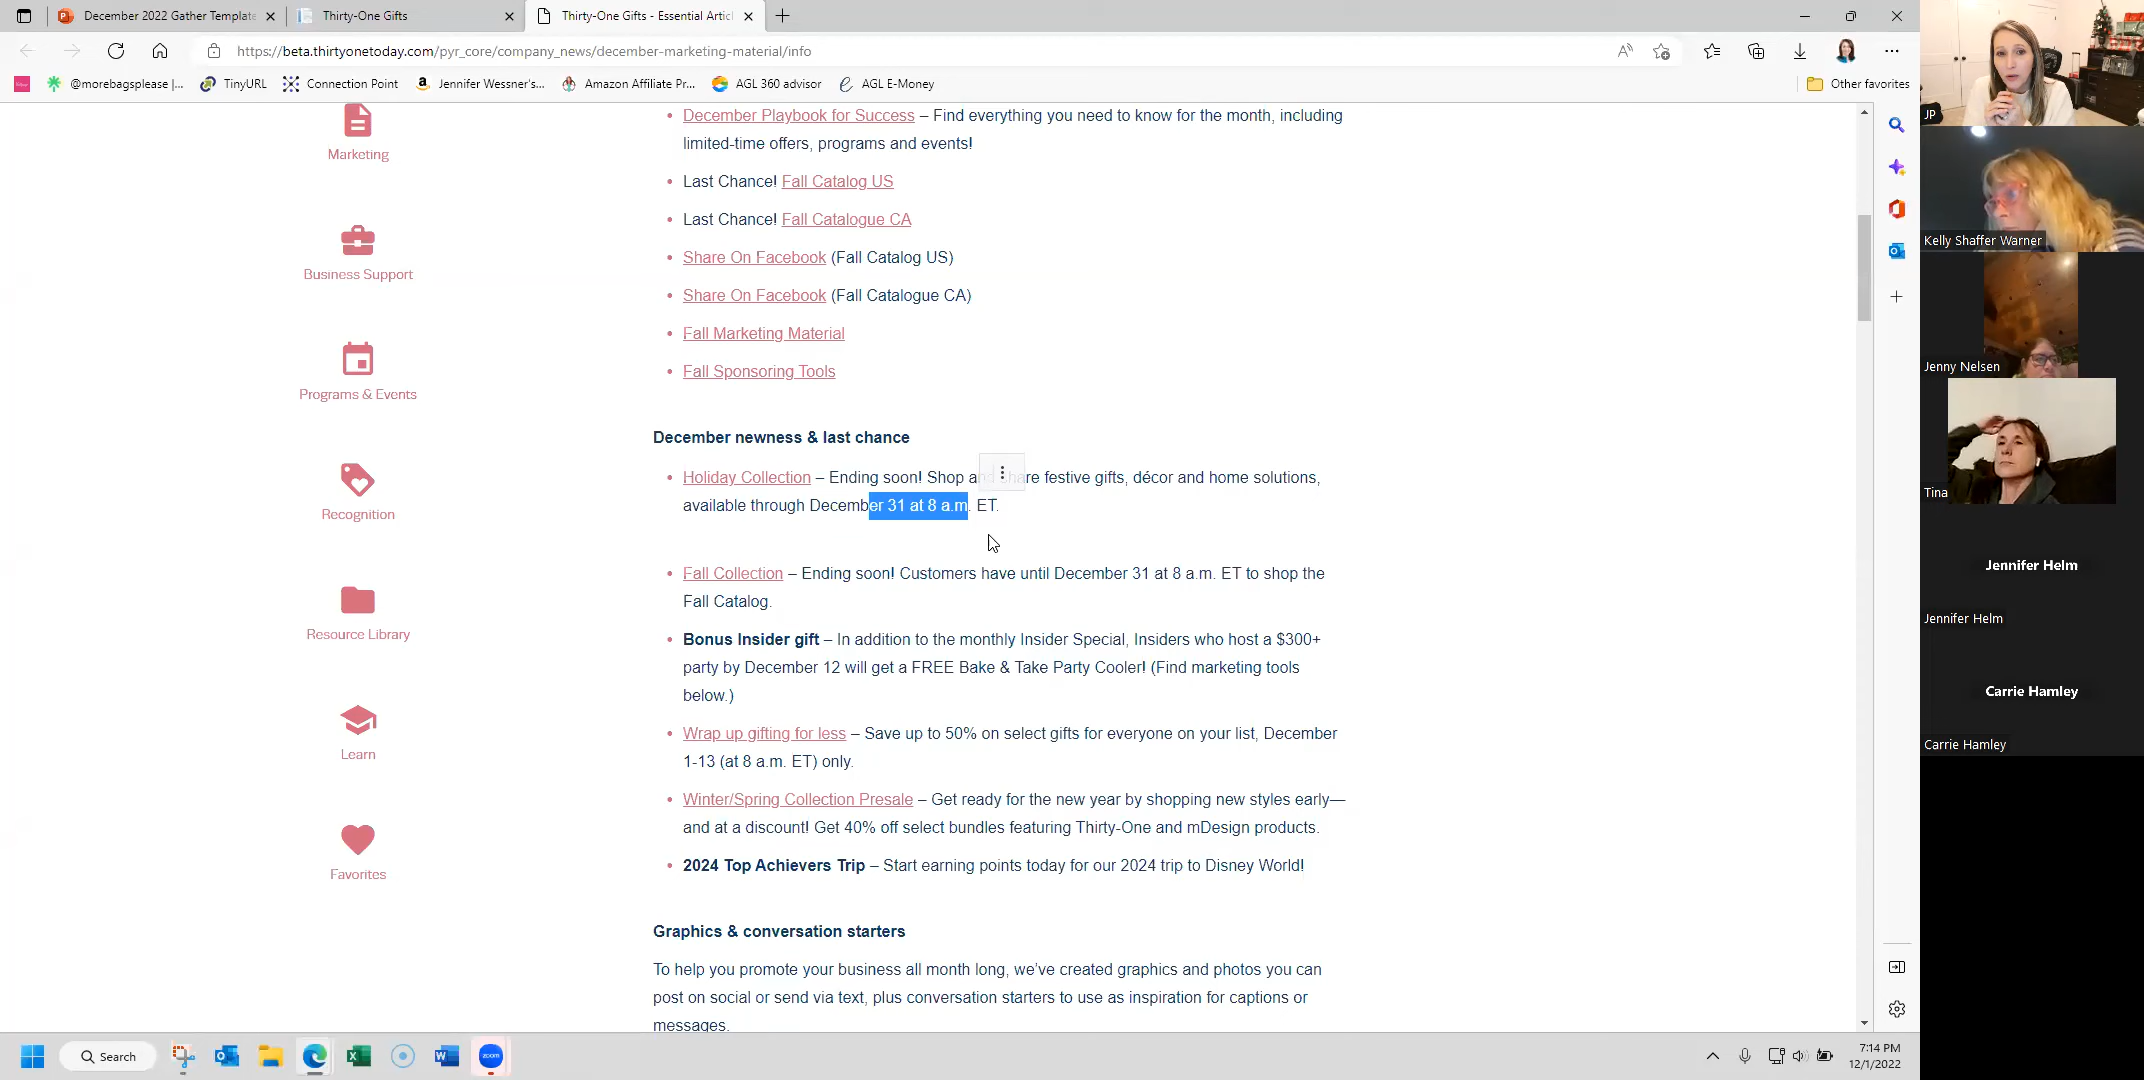 December 2022 Gather Template
Thirty-One Gifts
Thirty-One Gifts - Essential Artic
https://beta.thirtyonetoday.com/pyr_core/company_news/december-marketing-material/info
@morebagsplease |...
TinyURL
Connection Point
Jennifer Wessner's...
Amazon Affiliate Pr...
AGL 360 advisor
AGL E-Money
Other favorites
Marketing
Business Support
Programs & Events
Recognition
Resource Library
Learn
Favorites
December Playbook for Success – Find everything you need to know for the month, including
limited-time offers, programs and events!
Last Chance! Fall Catalog US
Last Chance! Fall Catalogue CA
Share On Facebook (Fall Catalog US)
Share On Facebook (Fall Catalogue CA)
Fall Marketing Material
Fall Sponsoring Tools
December newness & last chance
Holiday Collection – Ending soon! Shop and share festive gifts, décor and home solutions,
available through December 31 at 8 a.m. ET.
Fall Collection – Ending soon! Customers have until December 31 at 8 a.m. ET to shop the
Fall Catalog.
Bonus Insider gift – In addition to the monthly Insider Special, Insiders who host a $300+
party by December 12 will get a FREE Bake & Take Party Cooler! (Find marketing tools
below.)
Wrap up gifting for less – Save up to 50% on select gifts for everyone on your list, December
1-13 (at 8 a.m. ET) only.
Winter/Spring Collection Presale – Get ready for the new year by shopping new styles early—
and at a discount! Get 40% off select bundles featuring Thirty-One and mDesign products.
2024 Top Achievers Trip – Start earning points today for our 2024 trip to Disney World!
Graphics & conversation starters
To help you promote your business all month long, we've created graphics and photos you can
post on social or send via text, plus conversation starters to use as inspiration for captions or
messages.
JP
Kelly Shaffer Warner
Jenny Nelsen
Tina
Jennifer Helm
Jennifer Helm
Carrie Hamley
Carrie Hamley
Search
zoom
7:14 PM
12/1/2022